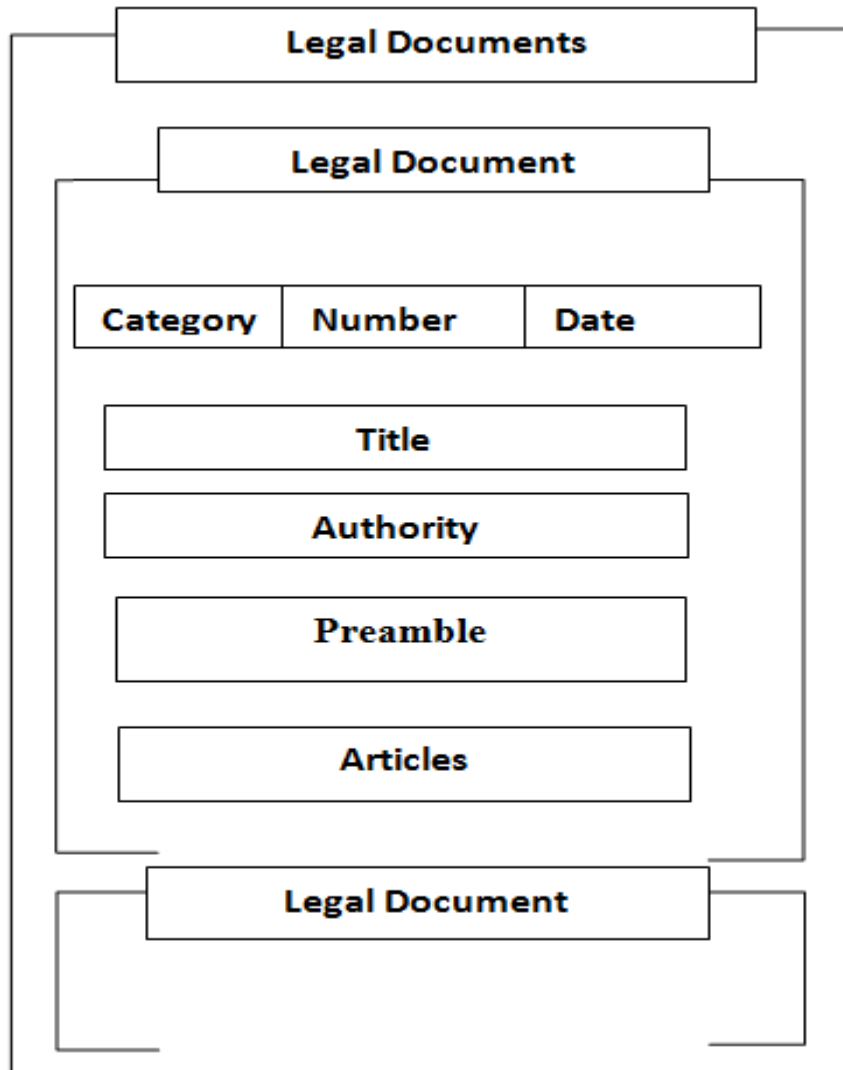 Legal Documents
Legal Document
Category Number Date
Title
Authority
Preamble
Articles
Legal Document